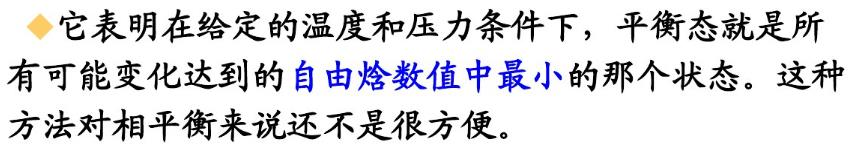 ◆它表明在给定的温度和压力条件下，平衡态就是所
有可能变化达到的自由焓数值中最小的那个状态。这种
方法对相平衡来说还不是很方便。